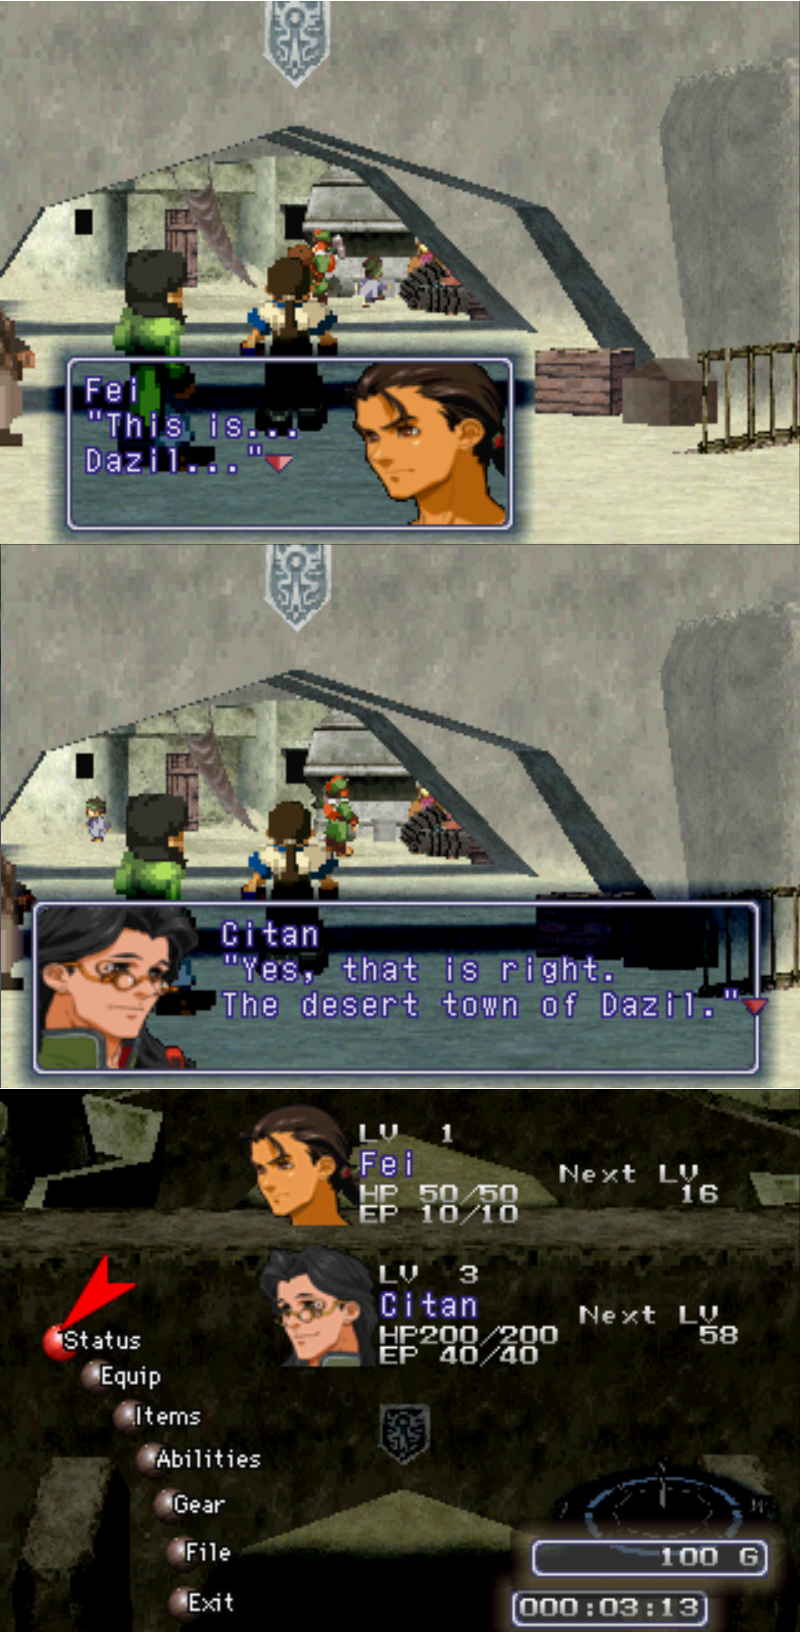 Fei
"This is...
Dazil..."
Citan
"Yes, that is right.
The desert town of Dazil."
LV 1
Fei
HP 50/50
EP 10/10
Next LV
16
LV 3
Citan
HP200/200
EP 40/40
Next LV
58
Status
Equip
Items
Abilities
Gear
File
Exit
100 G
000:03:13